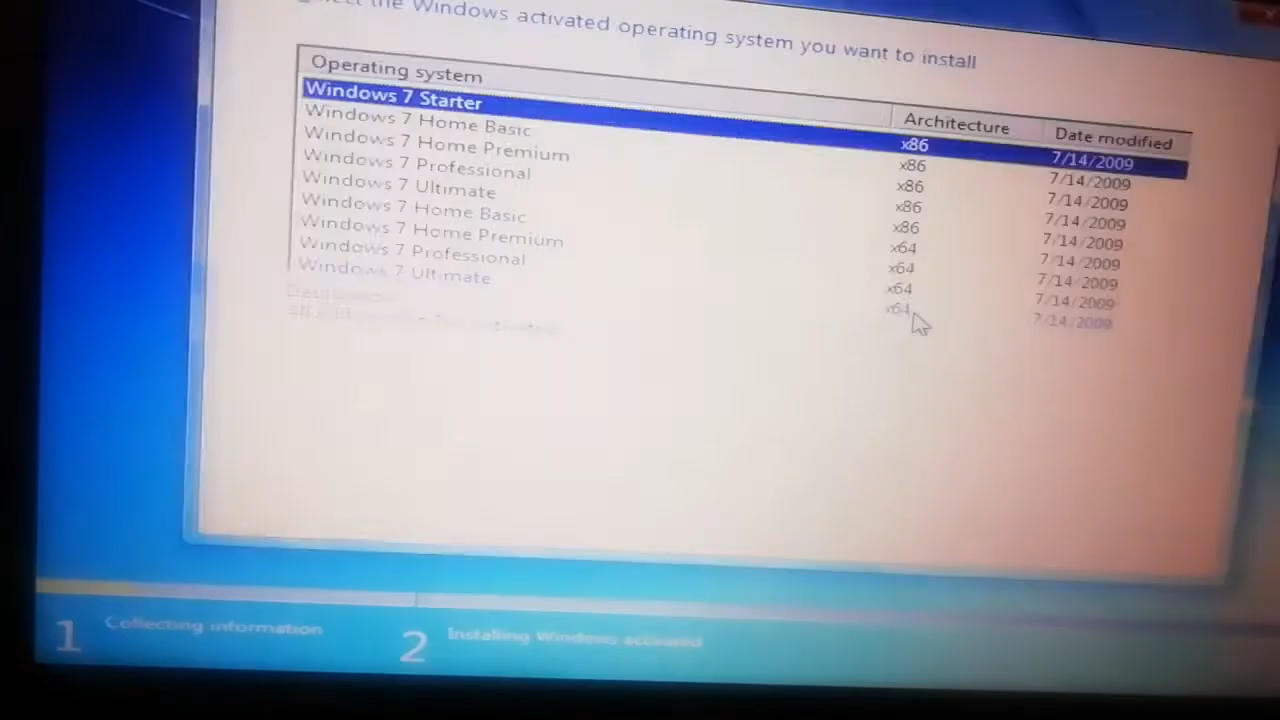 the Windows activated operating system you want to install
Operating system Architecture Date modified
Windows 7 Starter x86 7/14/2009
Windows 7 Home Basic x86 7/14/2009
Windows 7 Home Premium x86 7/14/2009
Windows 7 Professional x86 7/14/2009
Windows 7 Ultimate x86 7/14/2009
Windows 7 Home Basic x64 7/14/2009
Windows 7 Home Premium x64 7/14/2009
Windows 7 Professional x64 7/14/2009
Windows 7 Ultimate x64 7/14/2009
1 Collecting information
2 Installing Windows